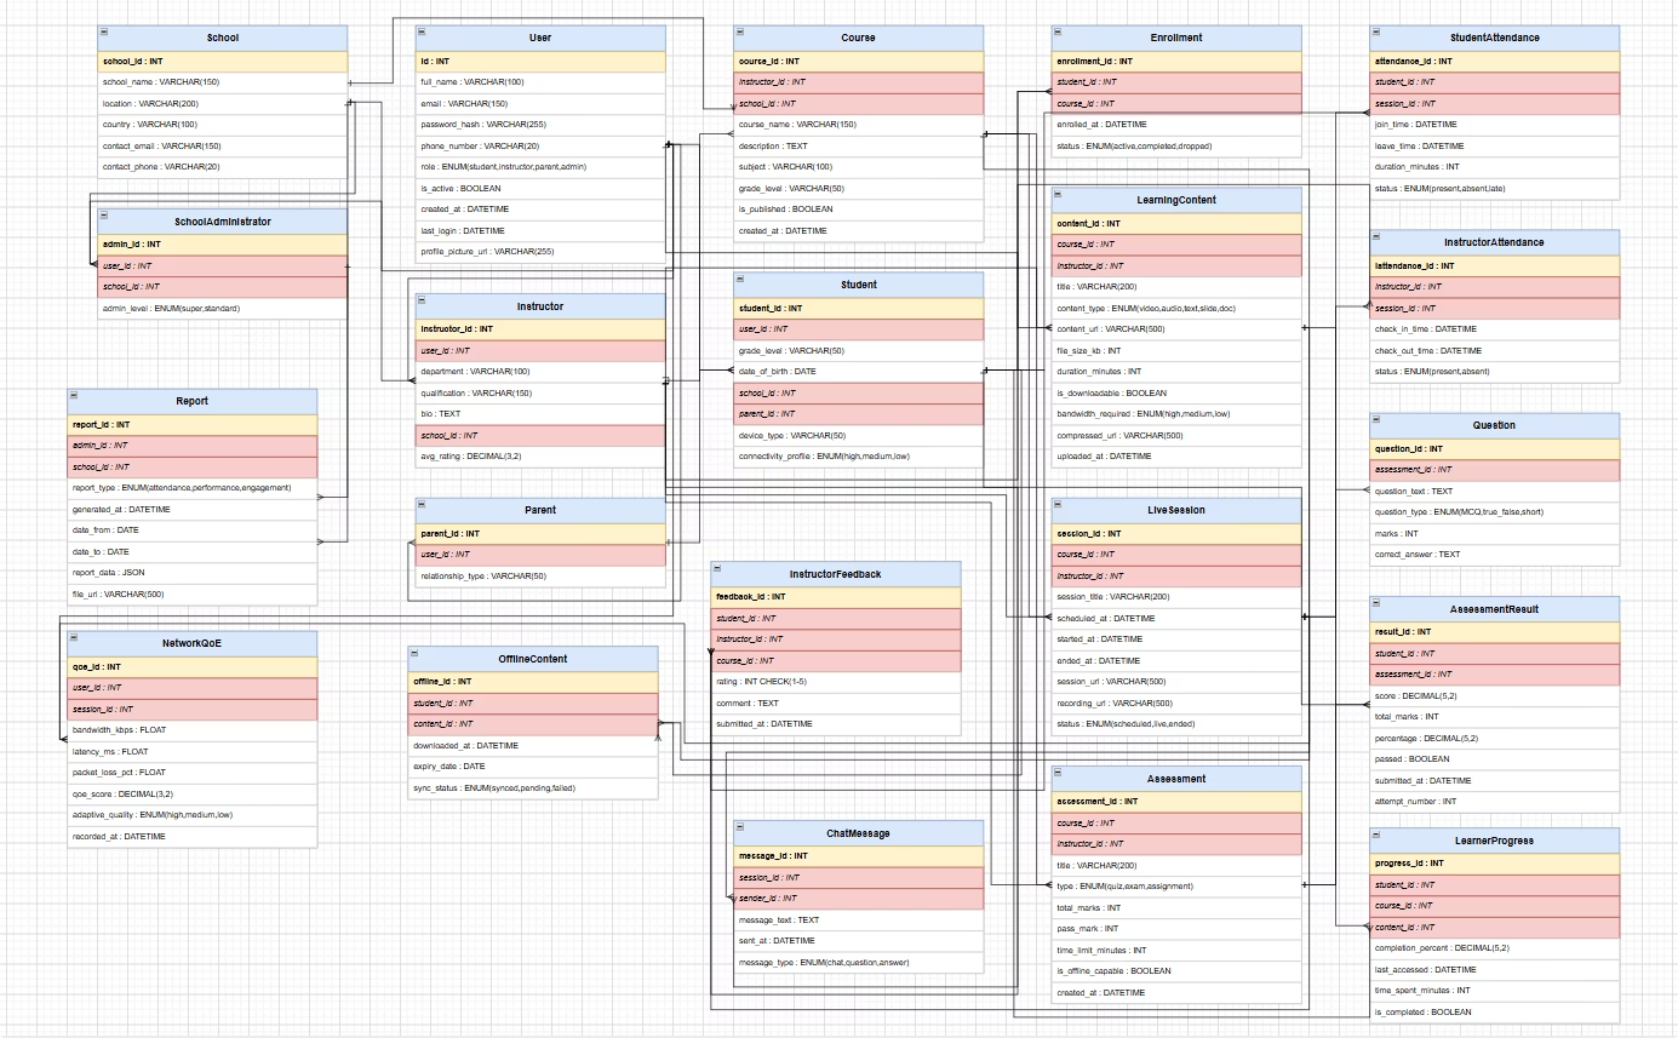 School
school_id : INT
school_name : VARCHAR(150)
location : VARCHAR(200)
country : VARCHAR(100)
contact_email : VARCHAR(150)
contact_phone : VARCHAR(20)
User
id : INT
full_name : VARCHAR(100)
email : VARCHAR(150)
password_hash : VARCHAR(255)
phone_number : VARCHAR(20)
role : ENUM(student,instructor,parent,admin)
is_active : BOOLEAN
created_at : DATETIME
last_login : DATETIME
profile_picture_url : VARCHAR(255)
Course
course_id : INT
instructor_id : INT
school_id : INT
course_name : VARCHAR(150)
description : TEXT
subject : VARCHAR(100)
grade_level : VARCHAR(50)
is_published : BOOLEAN
created_at : DATETIME
Enrollment
enrollment_id : INT
student_id : INT
course_id : INT
enrolled_at : DATETIME
status : ENUM(active,completed,dropped)
StudentAttendance
attendance_id : INT
student_id : INT
session_id : INT
join_time : DATETIME
leave_time : DATETIME
duration_minutes : INT
status : ENUM(present,absent,late)
SchoolAdministrator
admin_id : INT
user_id : INT
school_id : INT
admin_level : ENUM(super,standard)
Instructor
instructor_id : INT
user_id : INT
department : VARCHAR(100)
qualification : VARCHAR(150)
bio : TEXT
school_id : INT
avg_rating : DECIMAL(3,2)
Student
student_id : INT
user_id : INT
grade_level : VARCHAR(50)
date_of_birth : DATE
school_id : INT
parent_id : INT
device_type : VARCHAR(50)
connectivity_profile : ENUM(high,medium,low)
LearningContent
content_id : INT
course_id : INT
instructor_id : INT
title : VARCHAR(200)
content_type : ENUM(video,audio,text,slide,doc)
content_url : VARCHAR(500)
file_size_kb : INT
duration_minutes : INT
is_downloadable : BOOLEAN
bandwidth_required : ENUM(high,medium,low)
compressed_url : VARCHAR(500)
uploaded_at : DATETIME
InstructorAttendance
iattendance_id : INT
instructor_id : INT
session_id : INT
check_in_time : DATETIME
check_out_time : DATETIME
status : ENUM(present,absent)
Report
report_id : INT
admin_id : INT
school_id : INT
report_type : ENUM(attendance,performance,engagement)
generated_at : DATETIME
date_from : DATE
date_to : DATE
report_data : JSON
file_url : VARCHAR(500)
Parent
parent_id : INT
user_id : INT
relationship_type : VARCHAR(50)
LiveSession
session_id : INT
course_id : INT
instructor_id : INT
session_title : VARCHAR(200)
scheduled_at : DATETIME
started_at : DATETIME
ended_at : DATETIME
session_url : VARCHAR(500)
recording_url : VARCHAR(500)
status : ENUM(scheduled,live,ended)
Question
question_id : INT
assessment_id : INT
question_text : TEXT
question_type : ENUM(MCQ,true_false,short)
marks : INT
correct_answer : TEXT
InstructorFeedback
feedback_id : INT
student_id : INT
instructor_id : INT
course_id : INT
rating : INT CHECK(1-5)
comment : TEXT
submitted_at : DATETIME
AssessmentResult
result_id : INT
student_id : INT
assessment_id : INT
score : DECIMAL(5,2)
total_marks : INT
percentage : DECIMAL(5,2)
passed : BOOLEAN
submitted_at : DATETIME
attempt_number : INT
NetworkQoE
qoe_id : INT
user_id : INT
session_id : INT
bandwidth_kbps : FLOAT
latency_ms : FLOAT
packet_loss_pct : FLOAT
qoe_score : DECIMAL(3,2)
adaptive_quality : ENUM(high,medium,low)
recorded_at : DATETIME
OfflineContent
offline_id : INT
student_id : INT
content_id : INT
downloaded_at : DATETIME
expiry_date : DATE
sync_status : ENUM(synced,pending,failed)
ChatMessage
message_id : INT
session_id : INT
sender_id : INT
message_text : TEXT
sent_at : DATETIME
message_type : ENUM(chat,question,answer)
Assessment
assessment_id : INT
course_id : INT
instructor_id : INT
title : VARCHAR(200)
type : ENUM(quiz,exam,assignment)
total_marks : INT
pass_mark : INT
time_limit_minutes : INT
is_offline_capable : BOOLEAN
created_at : DATETIME
LearnerProgress
progress_id : INT
student_id : INT
course_id : INT
content_id : INT
completion_percent : DECIMAL(5,2)
last_accessed : DATETIME
time_spent_minutes : INT
is_completed : BOOLEAN